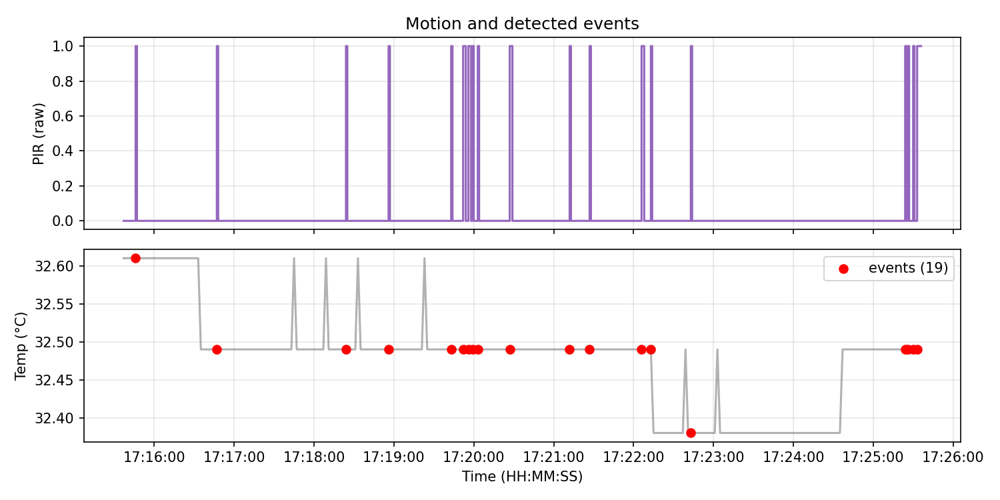 Motion and detected events
PIR (raw)
1.0
0.8
0.6
0.4
0.2
0.0
Temp (°C)
32.60
32.55
32.50
32.45
32.40
events (19)
17:16:00 17:17:00 17:18:00 17:19:00 17:20:00 17:21:00 17:22:00 17:23:00 17:24:00 17:25:00 17:26:00
Time (HH:MM:SS)